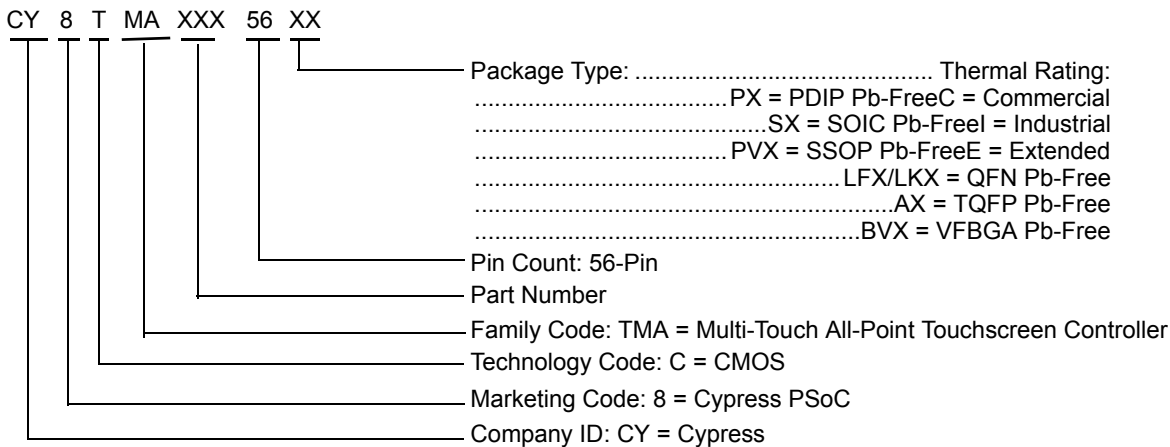 CY 8 T MA XXX 56 XX
Package Type: ............................................ Thermal Rating:
.....................................PX = PDIP Pb-FreeC = Commercial
...........................................SX = SOIC Pb-FreeI = Industrial
.....................................PVX = SSOP Pb-FreeE = Extended
......................................................LFX/LKX = QFN Pb-Free
..............................................................AX = TQFP Pb-Free
.........................................................BVX = VFBGA Pb-Free
Pin Count: 56-Pin
Part Number
Family Code: TMA = Multi-Touch All-Point Touchscreen Controller
Technology Code: C = CMOS
Marketing Code: 8 = Cypress PSoC
Company ID: CY = Cypress